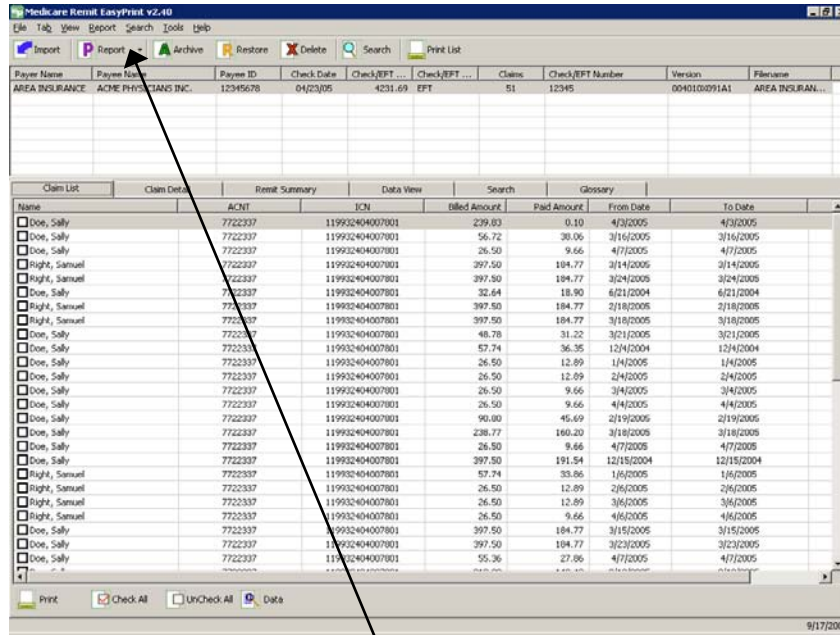 Medicare Remit EasyPrint v2.40
File Tab View Report Search Tools Help
Import Report Archive Restore Delete Search Print List
Payer Name Payee Name Payee ID Check Date Check/EFT ... Check/EFT ... Claims Check/EFT Number Version Filename
AREA INSURANCE ACME PHYSICIANS INC. 12345678 04/23/05 4231.69 EFT 51 12345 004010X091A1 AREA INSURAN...
Claim List Claim Detail Remit Summary Data View Search Glossary
Name ACNT ICN Billed Amount Paid Amount From Date To Date
Doe, Sally 7722337 119932404007801 239.83 0.10 4/3/2005 4/3/2005
Doe, Sally 7722337 119932404007801 56.72 38.06 3/16/2005 3/16/2005
Doe, Sally 7722337 119932404007801 26.50 9.66 4/7/2005 4/7/2005
Right, Samuel 7722337 119932404007801 397.50 184.77 3/14/2005 3/14/2005
Right, Samuel 7722337 119932404007801 397.50 184.77 3/24/2005 3/24/2005
Doe, Sally 7722337 119932404007801 32.64 18.90 6/21/2004 6/21/2004
Right, Samuel 7722337 119932404007801 397.50 184.77 2/18/2005 2/18/2005
Right, Samuel 7722337 119932404007801 397.50 184.77 3/18/2005 3/18/2005
Doe, Sally 7722337 119932404007801 48.78 31.22 3/21/2005 3/21/2005
Doe, Sally 7722337 119932404007801 57.74 36.35 12/4/2004 12/4/2004
Doe, Sally 7722337 119932404007801 26.50 12.89 1/4/2005 1/4/2005
Doe, Sally 7722337 119932404007801 26.50 12.89 2/4/2005 2/4/2005
Doe, Sally 7722337 119932404007801 26.50 9.66 3/4/2005 3/4/2005
Doe, Sally 7722337 119932404007801 26.50 9.66 4/4/2005 4/4/2005
Doe, Sally 7722337 119932404007801 90.00 45.69 2/19/2005 2/19/2005
Doe, Sally 7722337 119932404007801 238.77 160.20 3/18/2005 3/18/2005
Doe, Sally 7722337 119932404007801 26.50 9.66 4/7/2005 4/7/2005
Doe, Sally 7722337 119932404007801 397.50 191.54 12/15/2004 12/15/2004
Right, Samuel 7722337 119932404007801 57.74 33.86 1/6/2005 1/6/2005
Right, Samuel 7722337 119932404007801 26.50 12.89 2/6/2005 2/6/2005
Right, Samuel 7722337 119932404007801 26.50 12.89 3/6/2005 3/6/2005
Right, Samuel 7722337 119932404007801 26.50 9.66 4/6/2005 4/6/2005
Doe, Sally 7722337 119932404007801 397.50 184.77 3/15/2005 3/15/2005
Doe, Sally 7722337 119932404007801 397.50 184.77 3/23/2005 3/23/2005
Doe, Sally 7722337 119932404007801 55.36 27.86 4/7/2005 4/7/2005
Print Check All UnCheck All Data
9/17/200